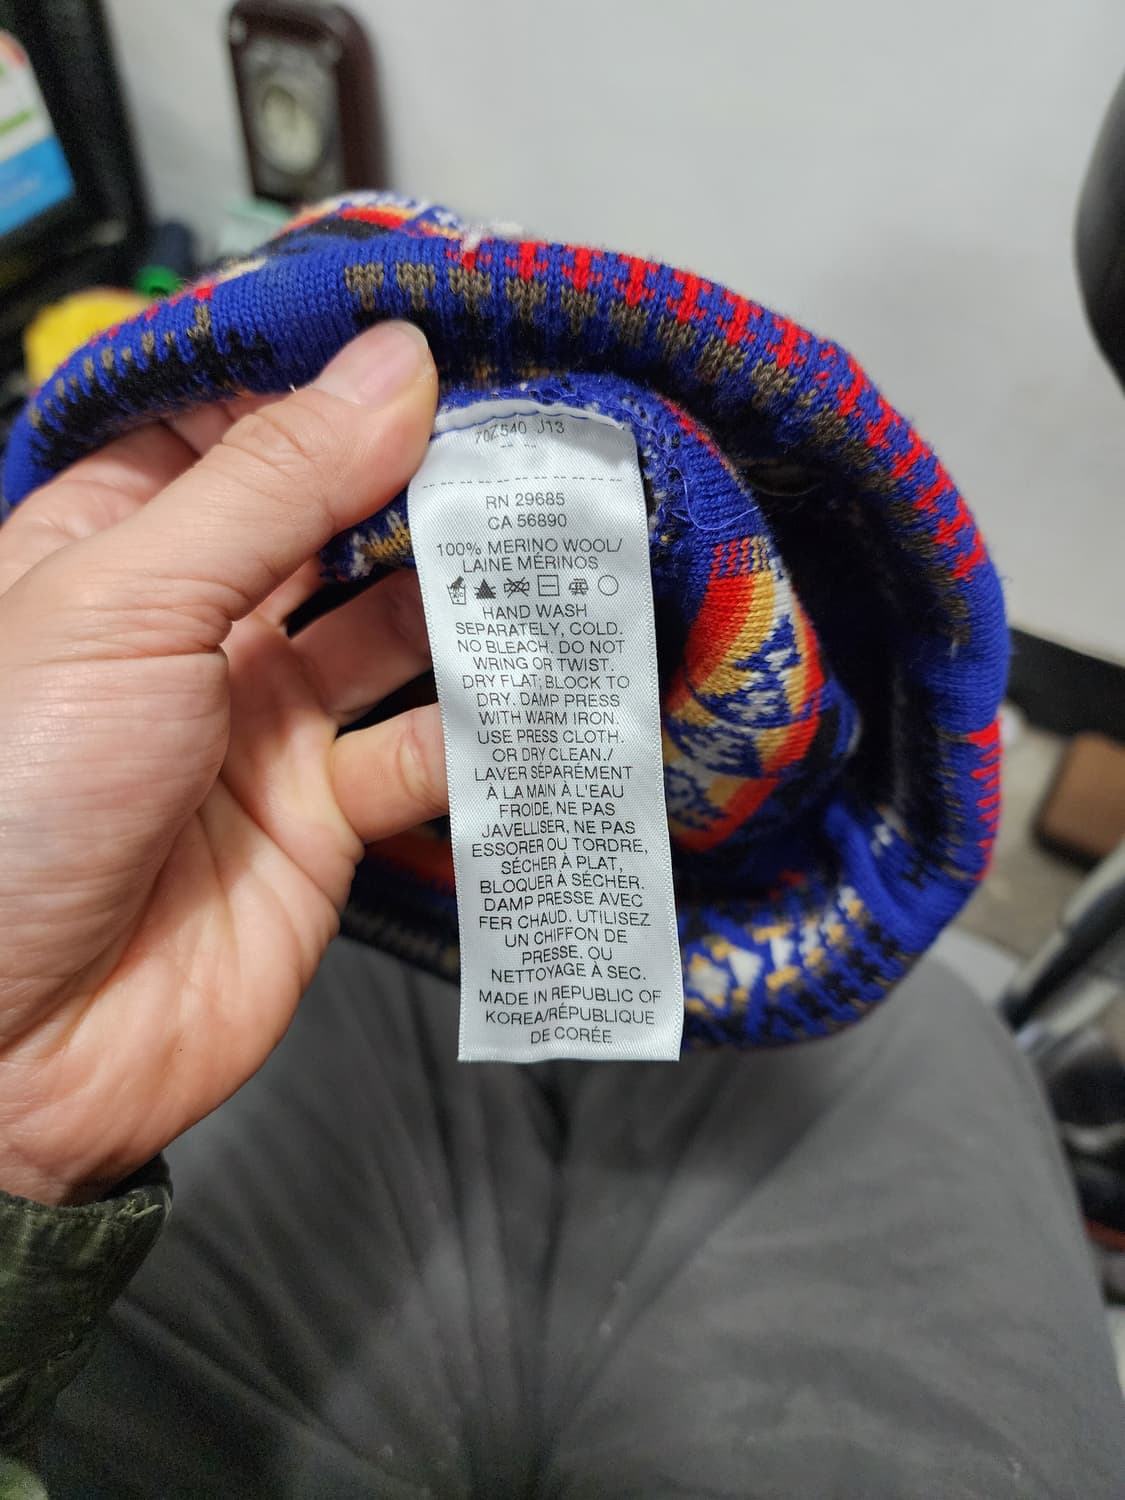 70Z540 J13
RN 29685
CA 56890
100% MERINO WOOL/
LAINE MÉRINOS
HAND WASH
SEPARATELY, COLD.
NO BLEACH. DO NOT
WRING OR TWIST.
DRY FLAT; BLOCK TO
DRY. DAMP PRESS
WITH WARM IRON.
USE PRESS CLOTH.
OR DRY CLEAN./
LAVER SÉPARÉMENT
À LA MAIN À L'EAU
FROIDE, NE PAS
JAVELLISER, NE PAS
ESSORER OU TORDRE,
SÉCHER À PLAT,
BLOQUER À SÉCHER.
DAMP PRESSE AVEC
FER CHAUD. UTILISEZ
UN CHIFFON DE
PRESSE. OU
NETTOYAGE À SEC.
MADE IN REPUBLIC OF
KOREA/RÉPUBLIQUE
DE CORÉE